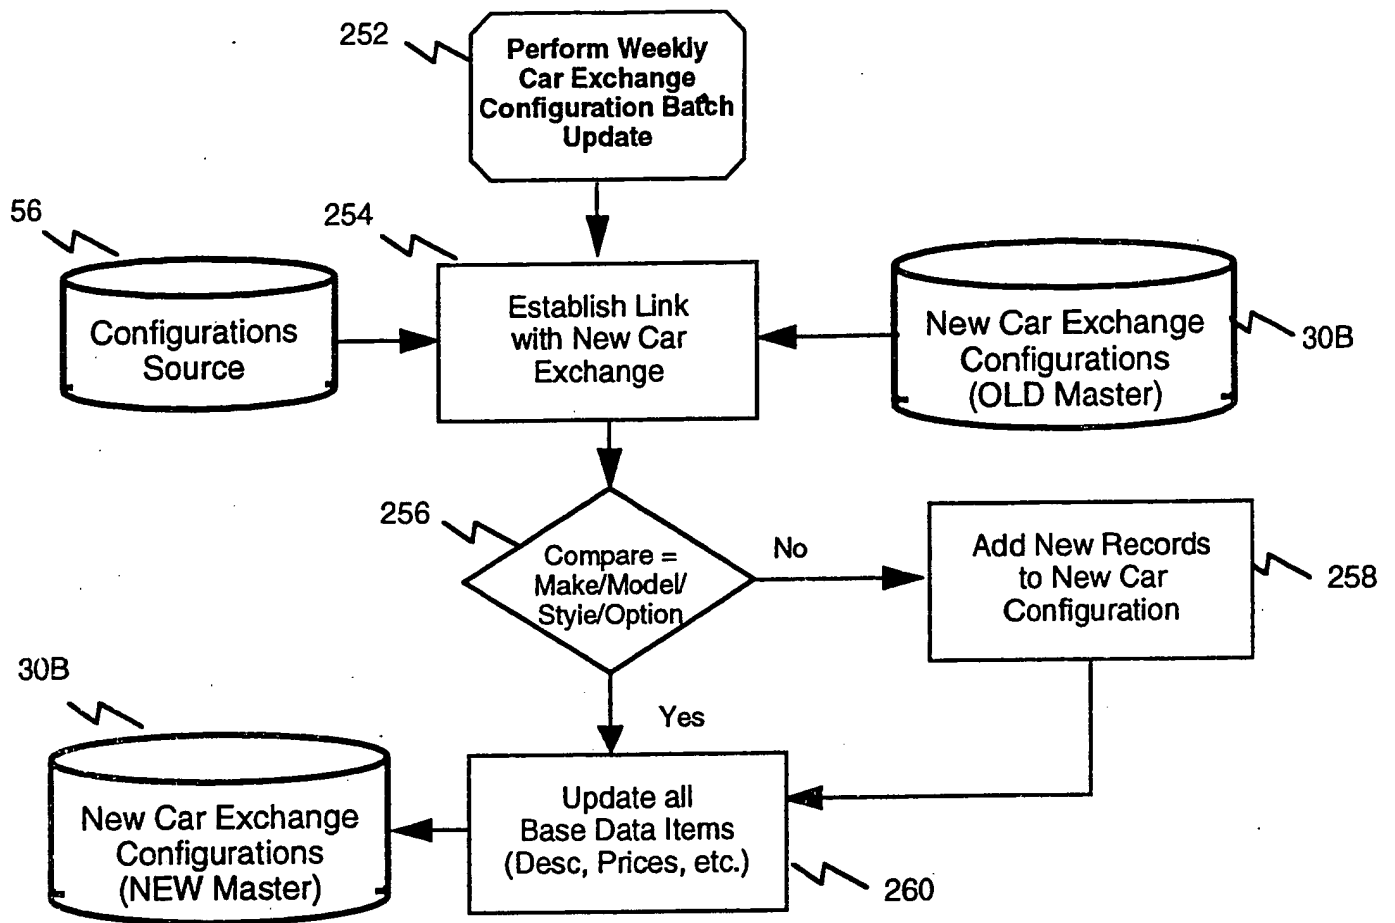 252
Perform Weekly
Car Exchange
Configuration Batch
Update
56
254
Configurations
Source
Establish Link
with New Car
Exchange
New Car Exchange
Configurations
(OLD Master)
30B
256
Compare =
Make/Model/
Style/Option
No
Add New Records
to New Car
Configuration
258
Yes
30B
New Car Exchange
Configurations
(NEW Master)
Update all
Base Data Items
(Desc, Prices, etc.)
260